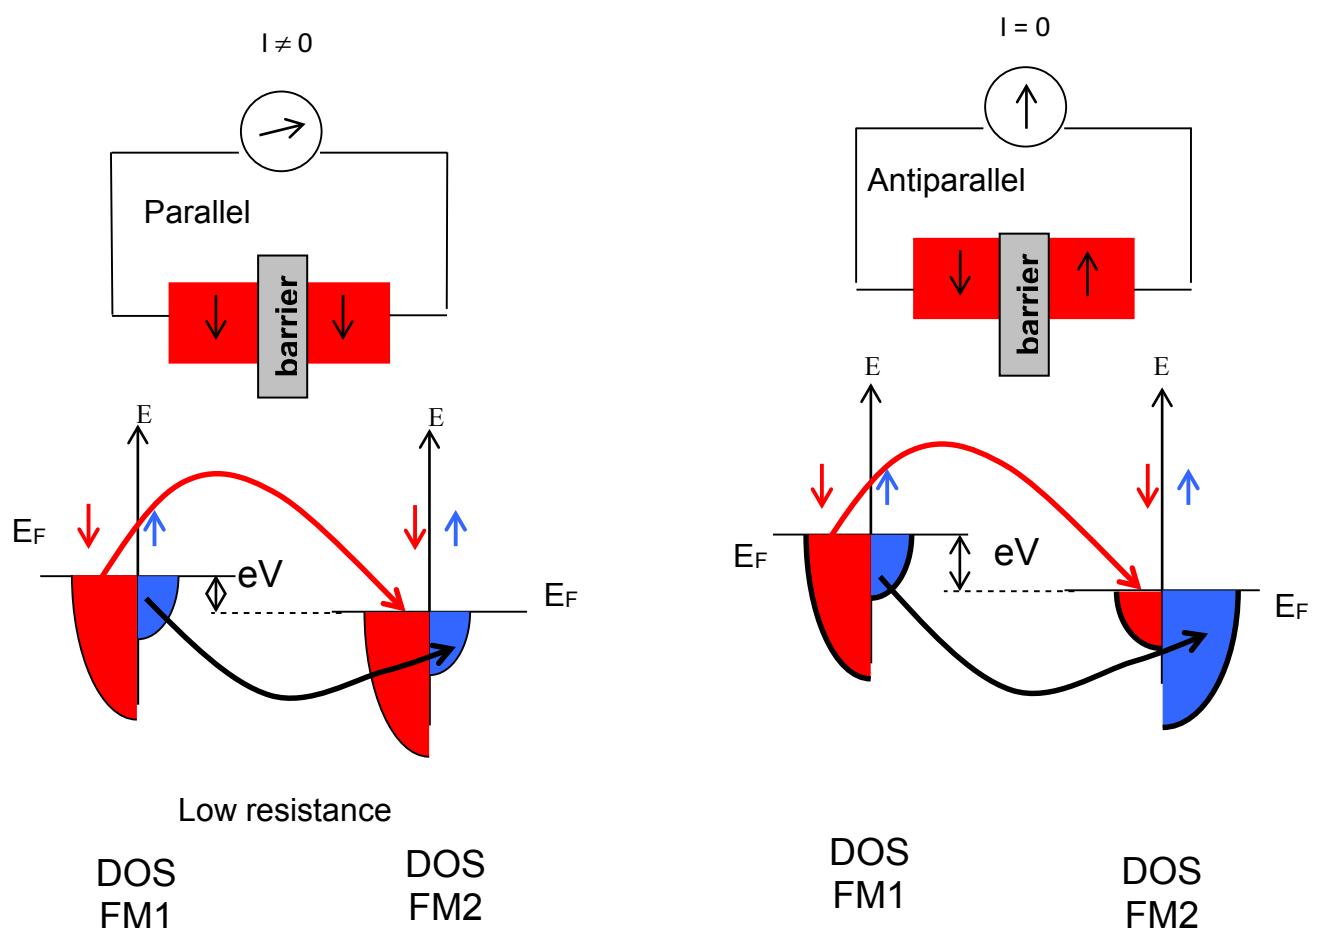 I ≠ 0
Parallel
barrier
E
E
EF
eV
EF
Low resistance
DOS
FM1
DOS
FM2
I = 0
Antiparallel
barrier
E
E
EF
eV
EF
DOS
FM1
DOS
FM2